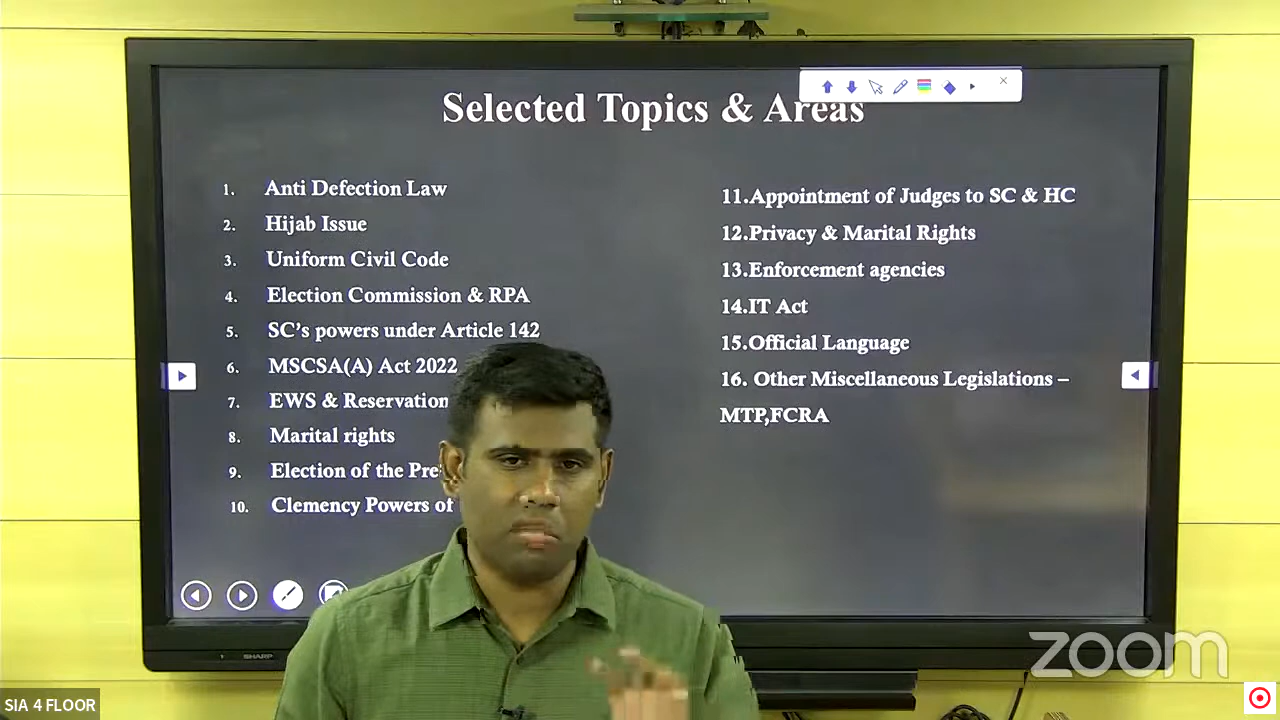 Selected Topics & Areas
1. Anti Defection Law
2. Hijab Issue
3. Uniform Civil Code
4. Election Commission & RPA
5. SC's powers under Article 142
6. MSCSA(A) Act 2022
7. EWS & Reservation
8. Marital rights
9. Election of the
10. Clemency Powers of
11.Appointment of Judges to SC & HC
12.Privacy & Marital Rights
13.Enforcement agencies
14.IT Act
15.Official Language
16. Other Miscellaneous Legislations –
MTP,FCRA
SHARP
zoom
SIA 4 FLOOR